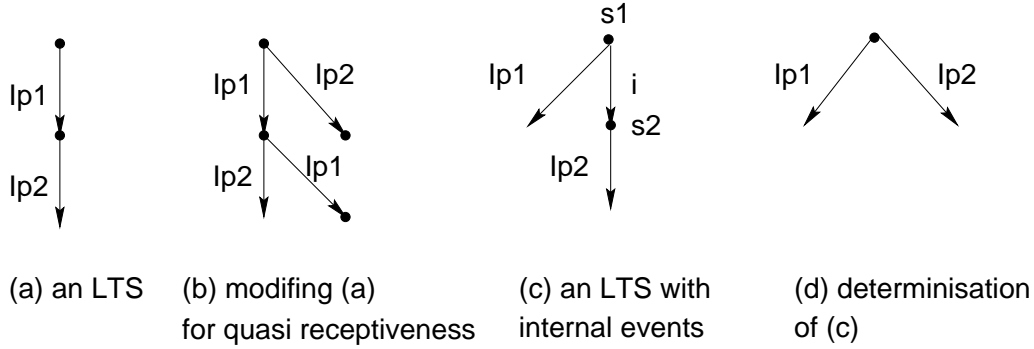 s1
Ip1
Ip2
Ip1
Ip2
Ip1
i
s2
Ip2
Ip1
Ip2
Ip1
Ip2
Ip2
(a) an LTS
(b) modifing (a)
for quasi receptiveness
(c) an LTS with
internal events
(d) determinisation
of (c)